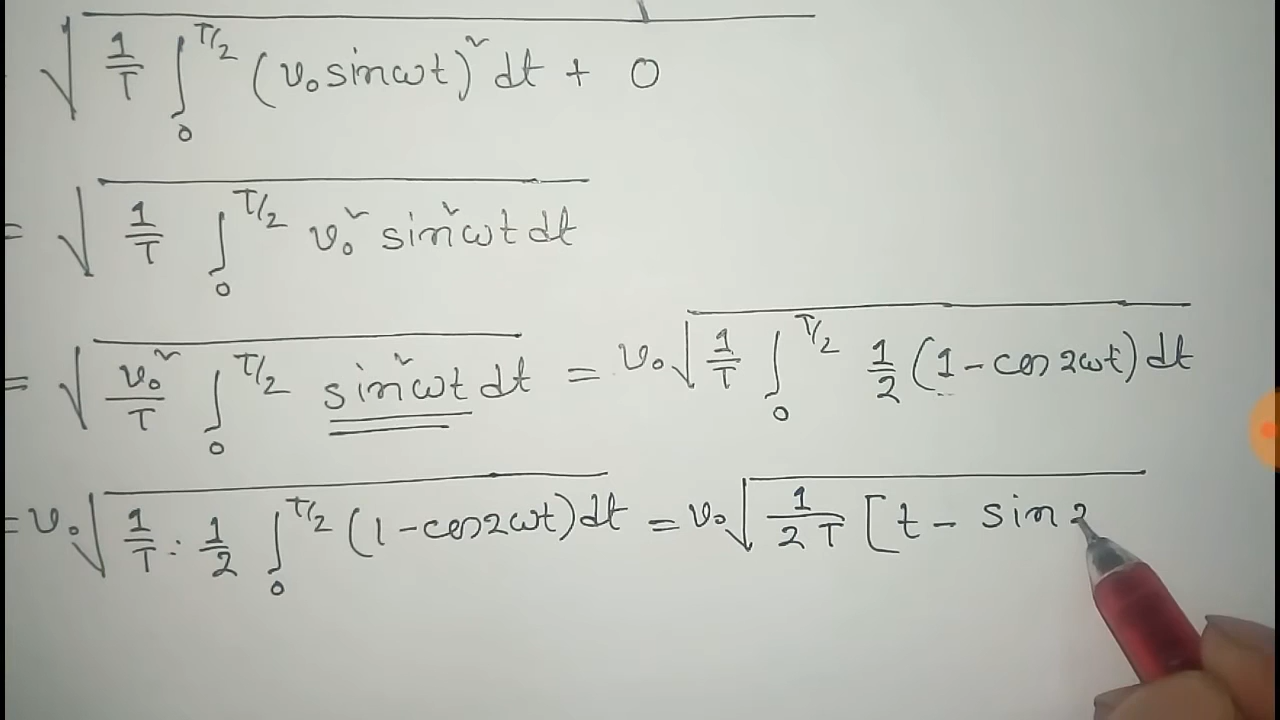 √(1/T ∫₀^(T/2) (v₀ sinωt)² dt + 0)
= √(1/T ∫₀^(T/2) v₀² sin²ωt dt)
= √(v₀²/T ∫₀^(T/2) sin²ωt dt) = v₀√(1/T ∫₀^(T/2) 1/2 (1 - cos2ωt) dt)
= v₀√(1/T · 1/2 ∫₀^(T/2) (1 - cos2ωt) dt) = v₀√(1/2T [t - sin2